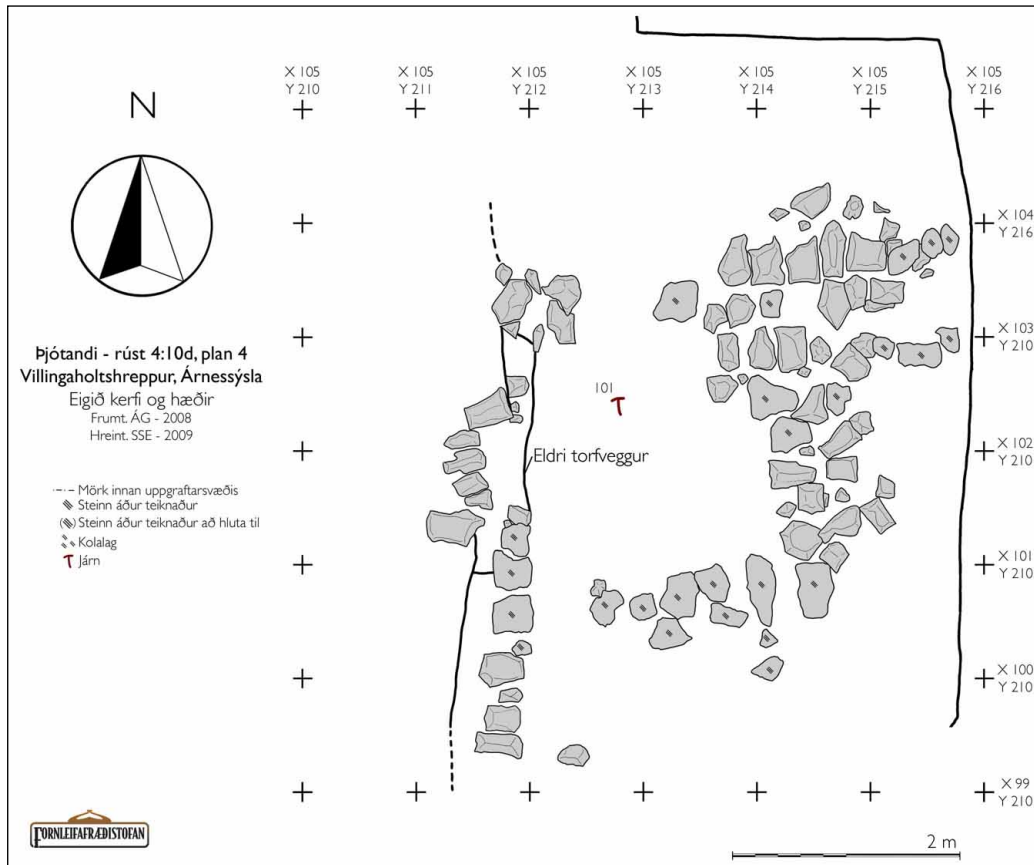 X 105
Y 210
X 105
Y 211
X 105
Y 212
X 105
Y 213
X 105
Y 214
X 105
Y 215
X 105
Y 216
N
X 104
Y 216
X 103
Y 210
Þjótandi - rúst 4:10d, plan 4
Villingaholtshreppur, Árnessýsla
Eigið kerfi og hæðir
Frumt. ÁG - 2008
Hreint. SSE - 2009
101
X 102
Y 210
Eldri torfveggur
Mörk innan uppgraftarsvæðis
Steinn áður teiknaður
Steinn áður teiknaður að hluta til
Kolalag
Járn
X 101
Y 210
X 100
Y 210
X 99
Y 210
FORNLEIFAFRÆÐISTOFAN
2 m